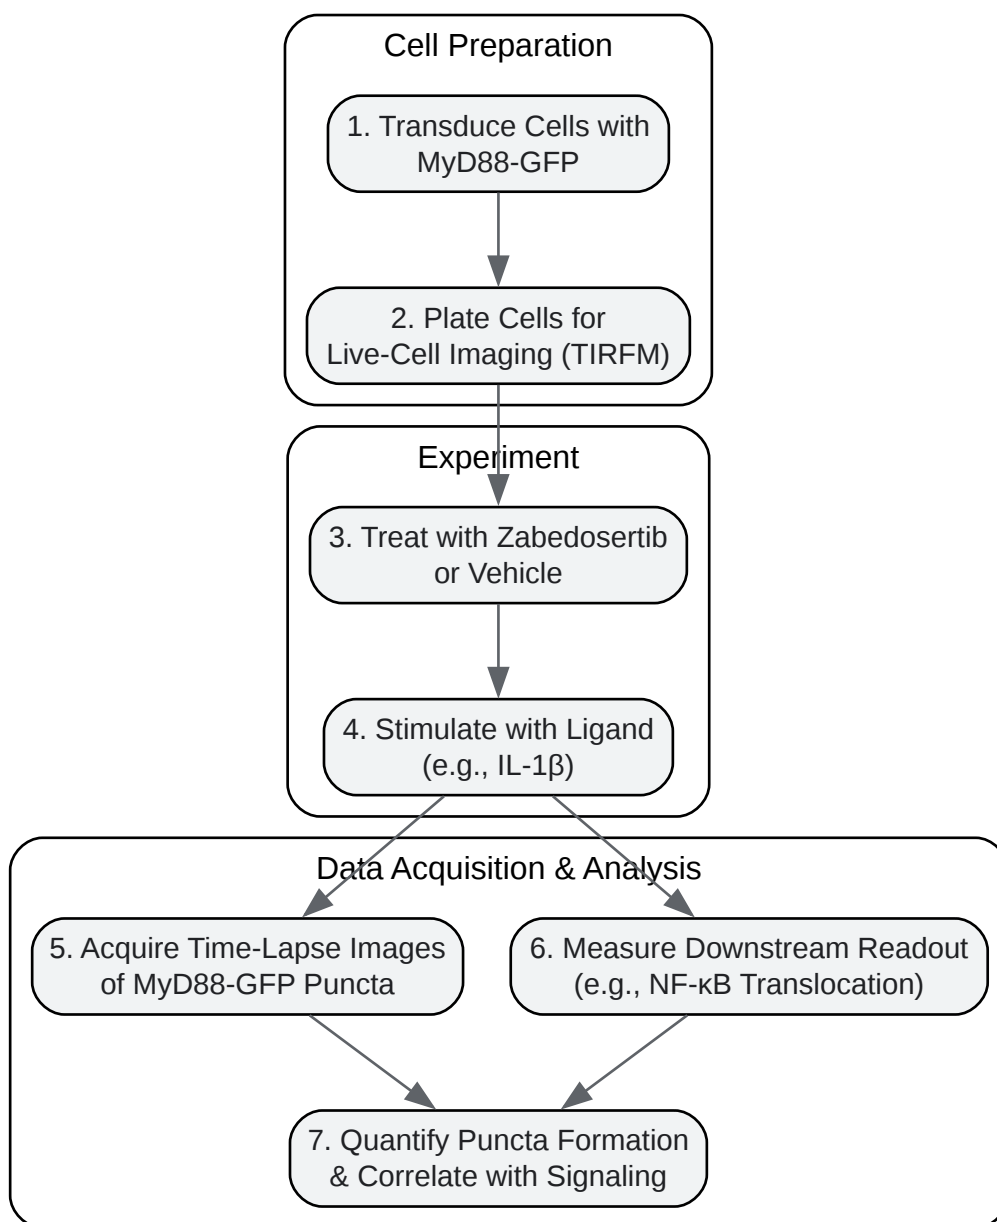 Cell Preparation
1. Transduce Cells with
MyD88-GFP
2. Plate Cells for
Live-Cell Imaging (TIRFM)
Experiment
3. Treat with Zabedosertib
or Vehicle
4. Stimulate with Ligand
(e.g., IL-1β)
Data Acquisition & Analysis
5. Acquire Time-Lapse Images
of MyD88-GFP Puncta
6. Measure Downstream Readout
(e.g., NF-κB Translocation)
7. Quantify Puncta Formation
& Correlate with Signaling